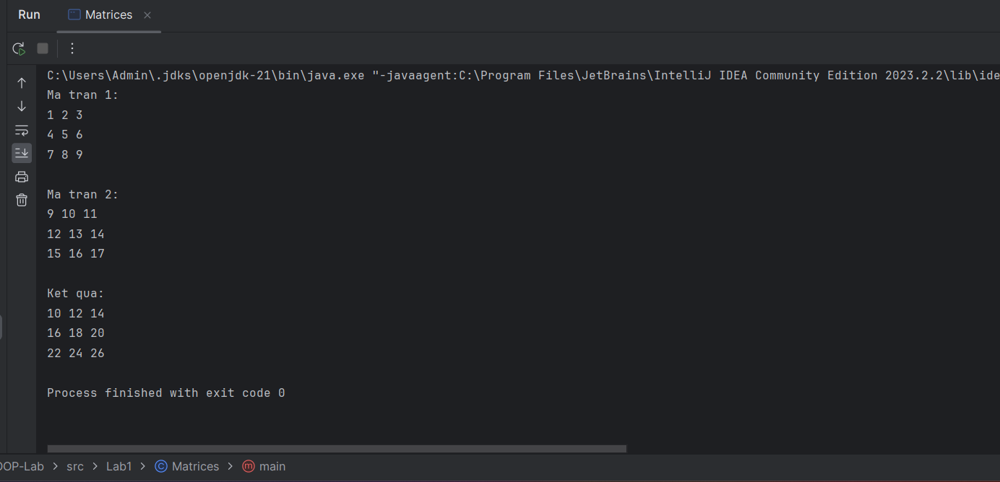 Run Matrices
C:\Users\Admin\.jdks\openjdk-21\bin\java.exe "-javaagent:C:\Program Files\JetBrains\IntelliJ IDEA Community Edition 2023.2.2\lib\ide
Ma tran 1:
1 2 3
4 5 6
7 8 9
Ma tran 2:
9 10 11
12 13 14
15 16 17
Ket qua:
10 12 14
16 18 20
22 24 26
Process finished with exit code 0
OOP-Lab > src > Lab1 > Matrices > main